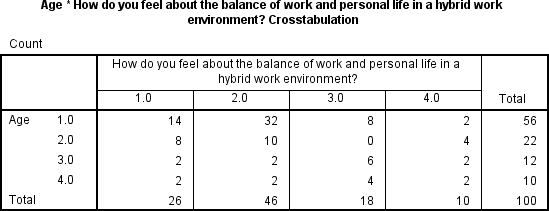 Age * How do you feel about the balance of work and personal life in a hybrid work
environment? Crosstabulation
Count
How do you feel about the balance of work and personal life in a
hybrid work environment?
1.0 2.0 3.0 4.0 Total
Age 1.0 14 32 8 2 56
2.0 8 10 0 4 22
3.0 2 2 6 2 12
4.0 2 2 4 2 10
Total 26 46 18 10 100